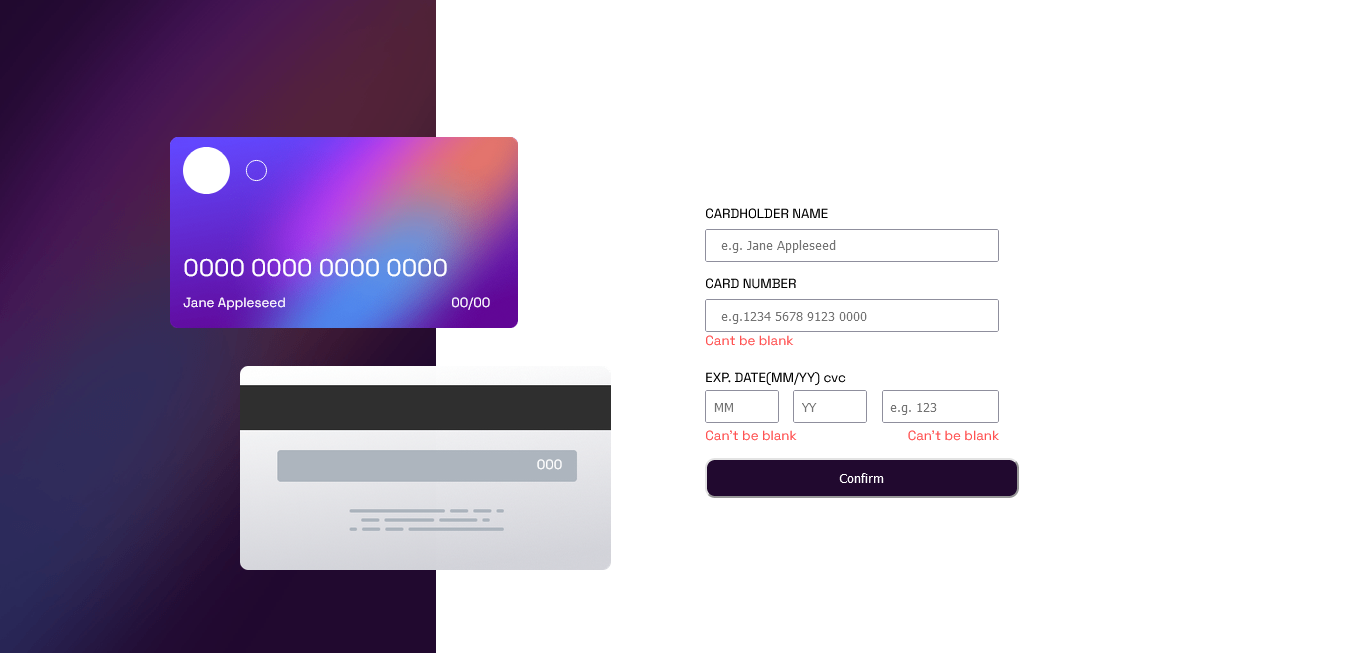 0000 0000 0000 0000
Jane Appleseed 00/00
000
CARDHOLDER NAME
e.g. Jane Appleseed
CARD NUMBER
e.g.1234 5678 9123 0000
Cant be blank
EXP. DATE(MM/YY) cvc
MM YY e.g. 123
Can't be blank Can't be blank
Confirm